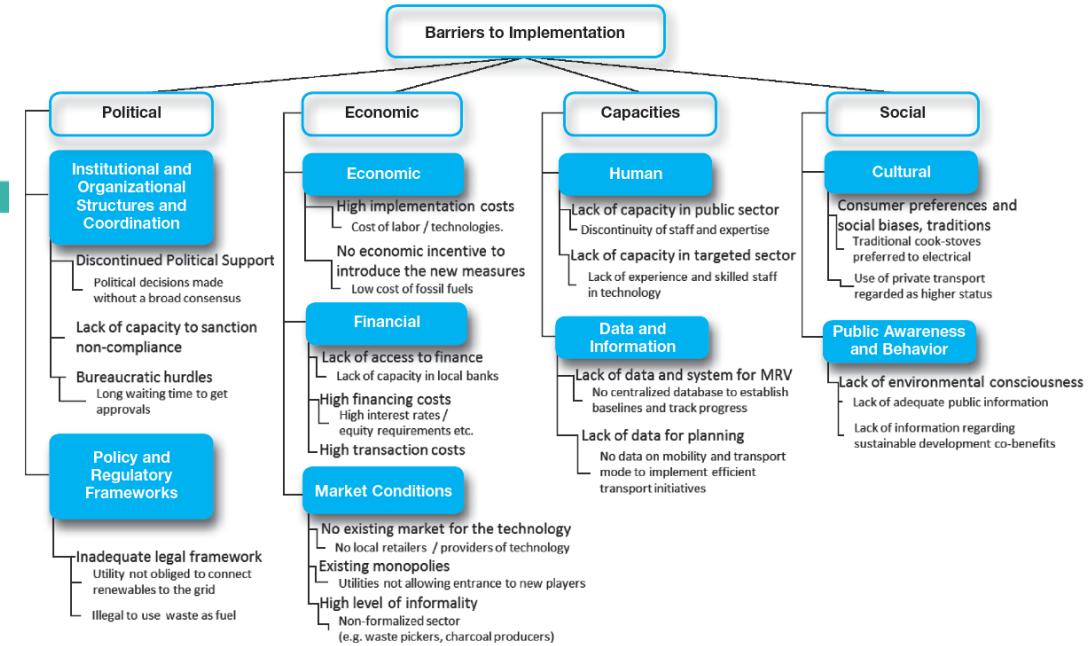 Barriers to Implementation
Political
Institutional and
Organizational
Structures and
Coordination
Discontinued Political Support
Political decisions made
without a broad consensus
Lack of capacity to sanction
non-compliance
Bureaucratic hurdles
Long waiting time to get
approvals
Policy and
Regulatory
Frameworks
Inadequate legal framework
Utility not obliged to connect
renewables to the grid
Illegal to use waste as fuel
Economic
Economic
High implementation costs
Cost of labor / technologies.
No economic incentive to
introduce the new measures
Low cost of fossil fuels
Financial
Lack of access to finance
Lack of capacity in local banks
High financing costs
High interest rates /
equity requirements etc.
High transaction costs
Market Conditions
No existing market for the technology
No local retailers / providers of technology
Existing monopolies
Utilities not allowing entrance to new players
High level of informality
Non-formalized sector
(e.g. waste pickers, charcoal producers)
Capacities
Human
Lack of capacity in public sector
Discontinuity of staff and expertise
Lack of capacity in targeted sector
Lack of experience and skilled staff
in technology
Data and
Information
Lack of data and system for MRV
No centralized database to establish
baselines and track progress
Lack of data for planning
No data on mobility and transport
mode to implement efficient
transport initiatives
Social
Cultural
Consumer preferences and
social biases, traditions
Traditional cook-stoves
preferred to electrical
Use of private transport
regarded as higher status
Public Awareness
and Behavior
Lack of environmental consciousness
Lack of adequate public information
Lack of information regarding
sustainable development co-benefits